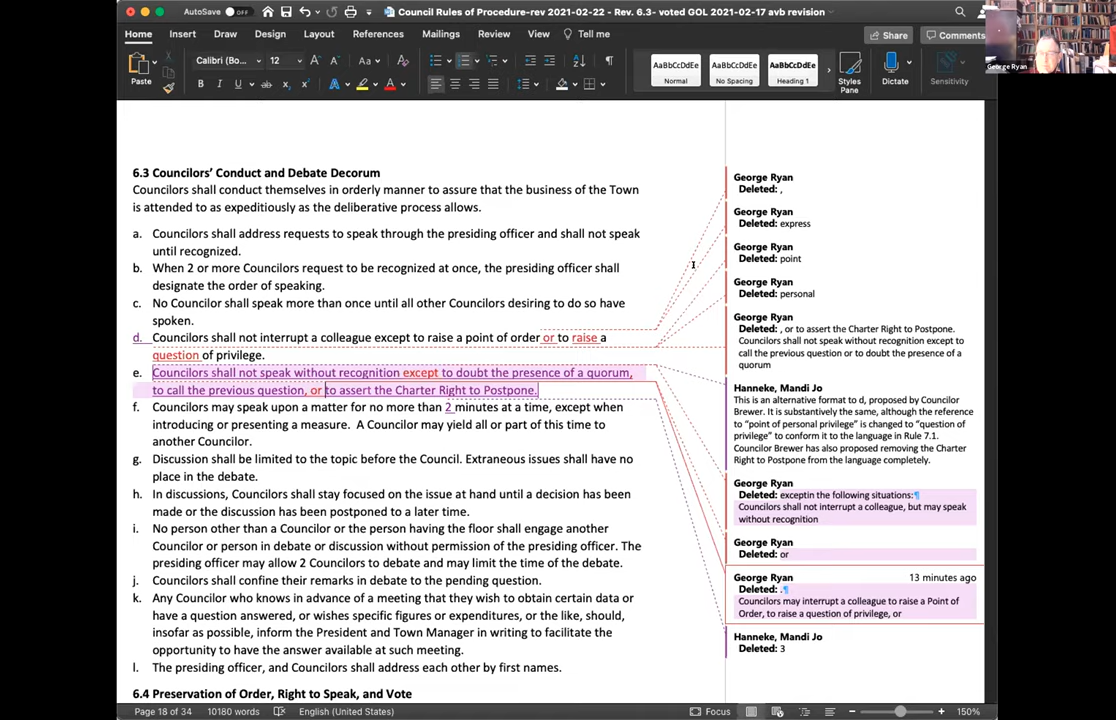 AutoSave OFF
Council Rules of Procedure-rev 2021-02-22 - Rev. 6.3- voted GOL 2021-02-17 avb revision
Home Insert Draw Design Layout References Mailings Review View Tell me
Share Comments
Paste
Calibri (Bo... 12
AaBbCcDdEe AaBbCcDdEe AaBbCcDdEe
Normal No Spacing Heading 1
Styles Pane
Dictate
Sensitivity
George Ryan
6.3 Councilors' Conduct and Debate Decorum
Councilors shall conduct themselves in orderly manner to assure that the business of the Town
is attended to as expeditiously as the deliberative process allows.
a. Councilors shall address requests to speak through the presiding officer and shall not speak
until recognized.
b. When 2 or more Councilors request to be recognized at once, the presiding officer shall
designate the order of speaking.
c. No Councilor shall speak more than once until all other Councilors desiring to do so have
spoken.
d. Councilors shall not interrupt a colleague except to raise a point of order or to raise a
question of privilege.
e. Councilors shall not speak without recognition except to doubt the presence of a quorum,
to call the previous question, or to assert the Charter Right to Postpone.
f. Councilors may speak upon a matter for no more than 2 minutes at a time, except when
introducing or presenting a measure. A Councilor may yield all or part of this time to
another Councilor.
g. Discussion shall be limited to the topic before the Council. Extraneous issues shall have no
place in the debate.
h. In discussions, Councilors shall stay focused on the issue at hand until a decision has been
made or the discussion has been postponed to a later time.
i. No person other than a Councilor or the person having the floor shall engage another
Councilor or person in debate or discussion without permission of the presiding officer. The
presiding officer may allow 2 Councilors to debate and may limit the time of the debate.
j. Councilors shall confine their remarks in debate to the pending question.
k. Any Councilor who knows in advance of a meeting that they wish to obtain certain data or
have a question answered, or wishes specific figures or expenditures, or the like, should,
insofar as possible, inform the President and Town Manager in writing to facilitate the
opportunity to have the answer available at such meeting.
l. The presiding officer, and Councilors shall address each other by first names.
6.4 Preservation of Order, Right to Speak, and Vote
George Ryan
Deleted: ,
George Ryan
Deleted: express
George Ryan
Deleted: point
George Ryan
Deleted: personal
George Ryan
Deleted: , or to assert the Charter Right to Postpone.
Councilors shall not speak without recognition except to
call the previous question or to doubt the presence of a
quorum
Hanneke, Mandi Jo
This is an alternative format to d, proposed by Councilor
Brewer. It is substantively the same, although the reference
to "point of personal privilege" is changed to "question of
privilege" to conform it to the language in Rule 7.1.
Councilor Brewer has also proposed removing the Charter
Right to Postpone from the language completely.
George Ryan
Deleted: exceptin the following situations:¶
Councilors shall not interrupt a colleague, but may speak
without recognition
George Ryan
Deleted: or
George Ryan 13 minutes ago
Deleted: .¶
Councilors may interrupt a colleague to raise a Point of
Order, to raise a question of privilege, or
Hanneke, Mandi Jo
Deleted: 3
Page 18 of 34 10180 words English (United States) Focus 150%